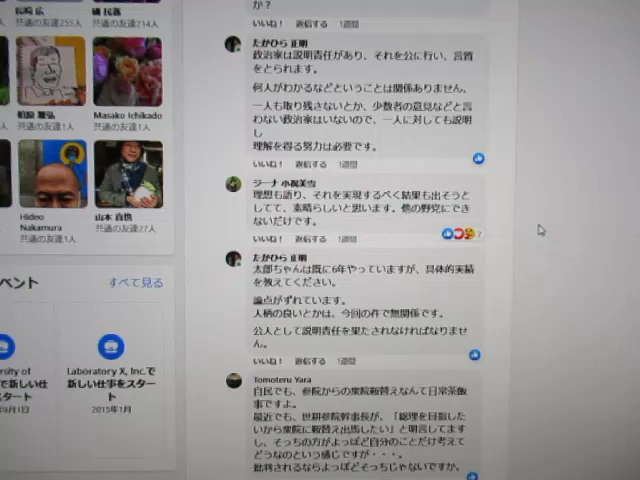 共通の友達255人
共通の友達214人
共通の友達1人
Masako Ichikado
共通の友達1人
Hideo
Nakamura
共通の友達1人
山本 直也
共通の友達27人
ベント
すべて見る
sity of
で新しい仕
スタート
9月1日
Laboratory X, Inc.で
新しい仕事をスター
ト
2015年1月
か？
いいね！ 返信する 1週間
たかひら 正明
政治家は説明責任があり、それを公に行い、言質
をとられます。
何人がわかるなどということは関係ありません。
一人も取り残さないとか、少数者の意見などと言
わない政治家はいないので、一人に対しても説明
し
理解を得る努力は必要です。
いいね！ 返信する 1週間
ジーナ 小祝美雪
理想も語り、それを実現するべく結果も出そうと
してて、素晴らしいと思います。他の野党にでき
ないだけです。
いいね！ 返信する 1週間
7
たかひら 正明
太郎ちゃんは既に6年やっていますが、具体的実績
を教えてください。
論点がずれています。
人柄の良いとかは、今回の件で無関係です。
公人として説明責任を果たされなければなりませ
ん。
いいね！ 返信する 1週間
Tomoteru Yara
自民でも、参院からの衆院鞍替えなんて日常茶飯
事ですよ。
最近でも、世耕参院幹事長が、「総理を目指した
いから衆院に鞍替え出馬したい」と明言してます
し、そっちの方がよっぽど自分のことだけ考えて
どうなのという感じですが・・・。
批判されるならよっぽどそっちじゃないですか。